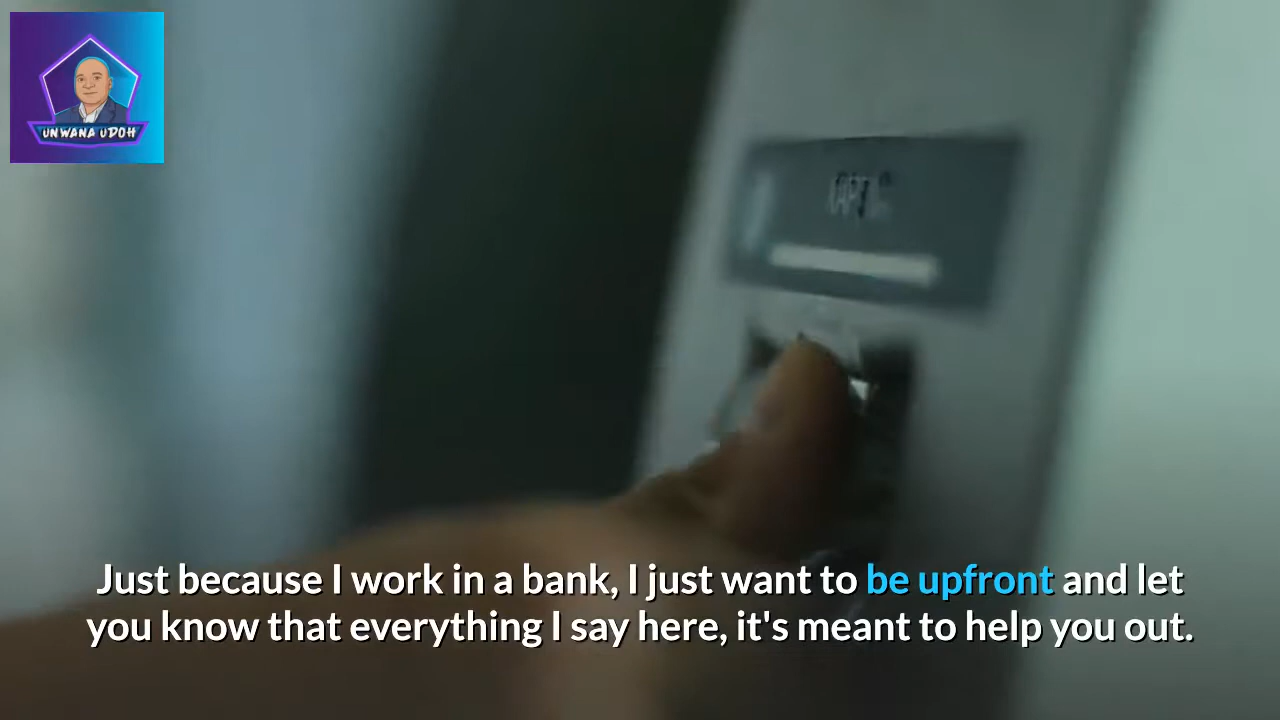 UNWANA UDOH
Just because I work in a bank, I just want to be upfront and let
you know that everything I say here, it's meant to help you out.